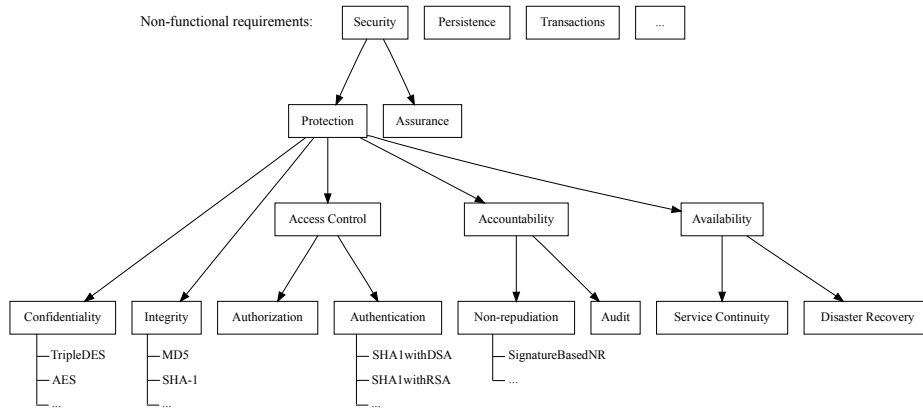 Non-functional requirements: Security Persistence Transactions ...
Protection Assurance
Access Control Accountability Availability
Confidentiality Integrity Authorization Authentication Non-repudiation Audit Service Continuity Disaster Recovery
TripleDES MD5 SHA1withDSA SignatureBasedNR
AES SHA-1 SHA1withRSA ...
... ... ...